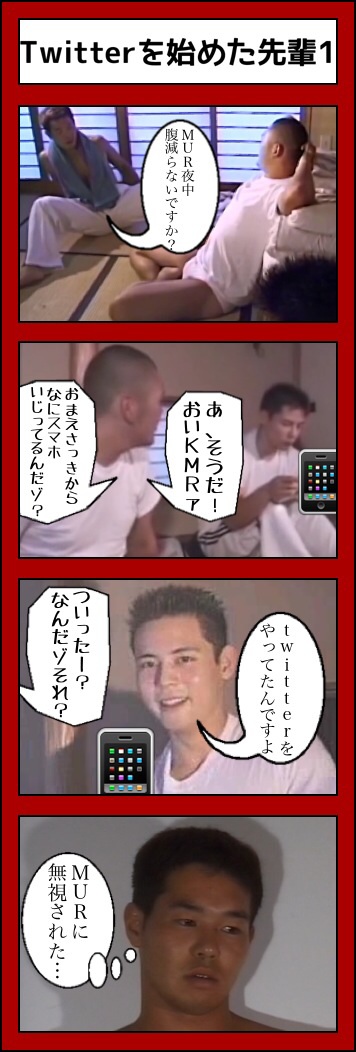 Twitterを始めた先輩1
MUR夜中
腹減らないですか?
あ、そうだ!
おいKMRァ
おまえさっきから
なにスマホ
いじってるんだゾ?
twitterを
やってたんですよ
ついったー?
なんだゾそれ?
MURに
無視された…